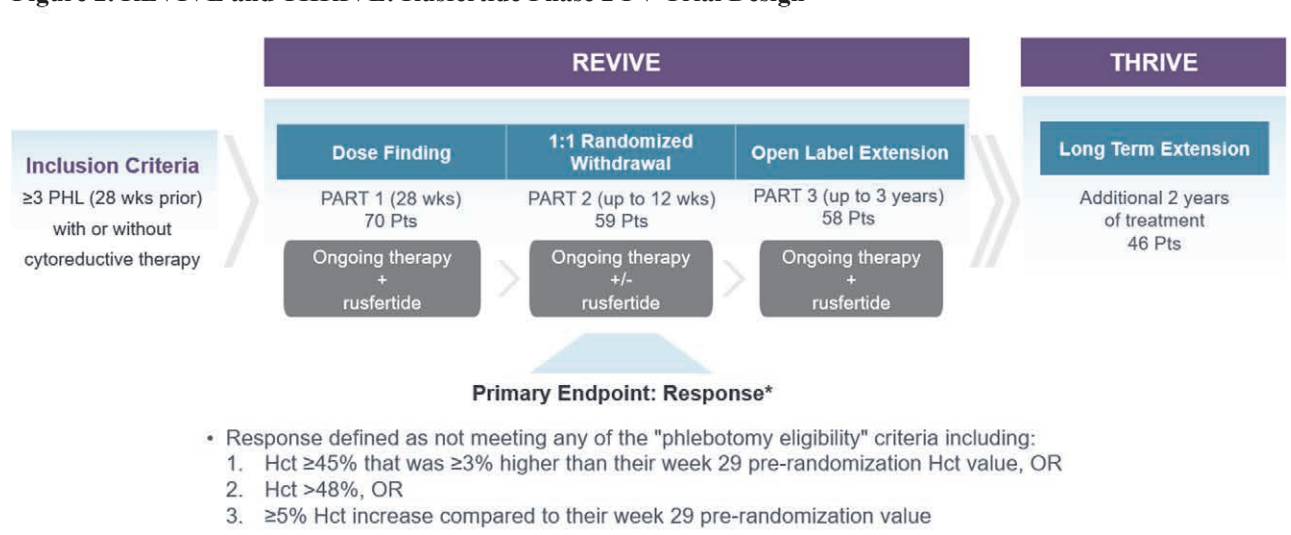 REVIVE
THRIVE
Inclusion Criteria
≥3 PHL (28 wks prior)
with or without
cytoreductive therapy
Dose Finding
PART 1 (28 wks)
70 Pts
Ongoing therapy
+
rusfertide
1:1 Randomized
Withdrawal
PART 2 (up to 12 wks)
59 Pts
Ongoing therapy
+/-
rusfertide
Open Label Extension
PART 3 (up to 3 years)
58 Pts
Ongoing therapy
+
rusfertide
Long Term Extension
Additional 2 years
of treatment
46 Pts
Primary Endpoint: Response*
• Response defined as not meeting any of the "phlebotomy eligibility" criteria including:
1. Hct ≥45% that was ≥3% higher than their week 29 pre-randomization Hct value, OR
2. Hct >48%, OR
3. ≥5% Hct increase compared to their week 29 pre-randomization value